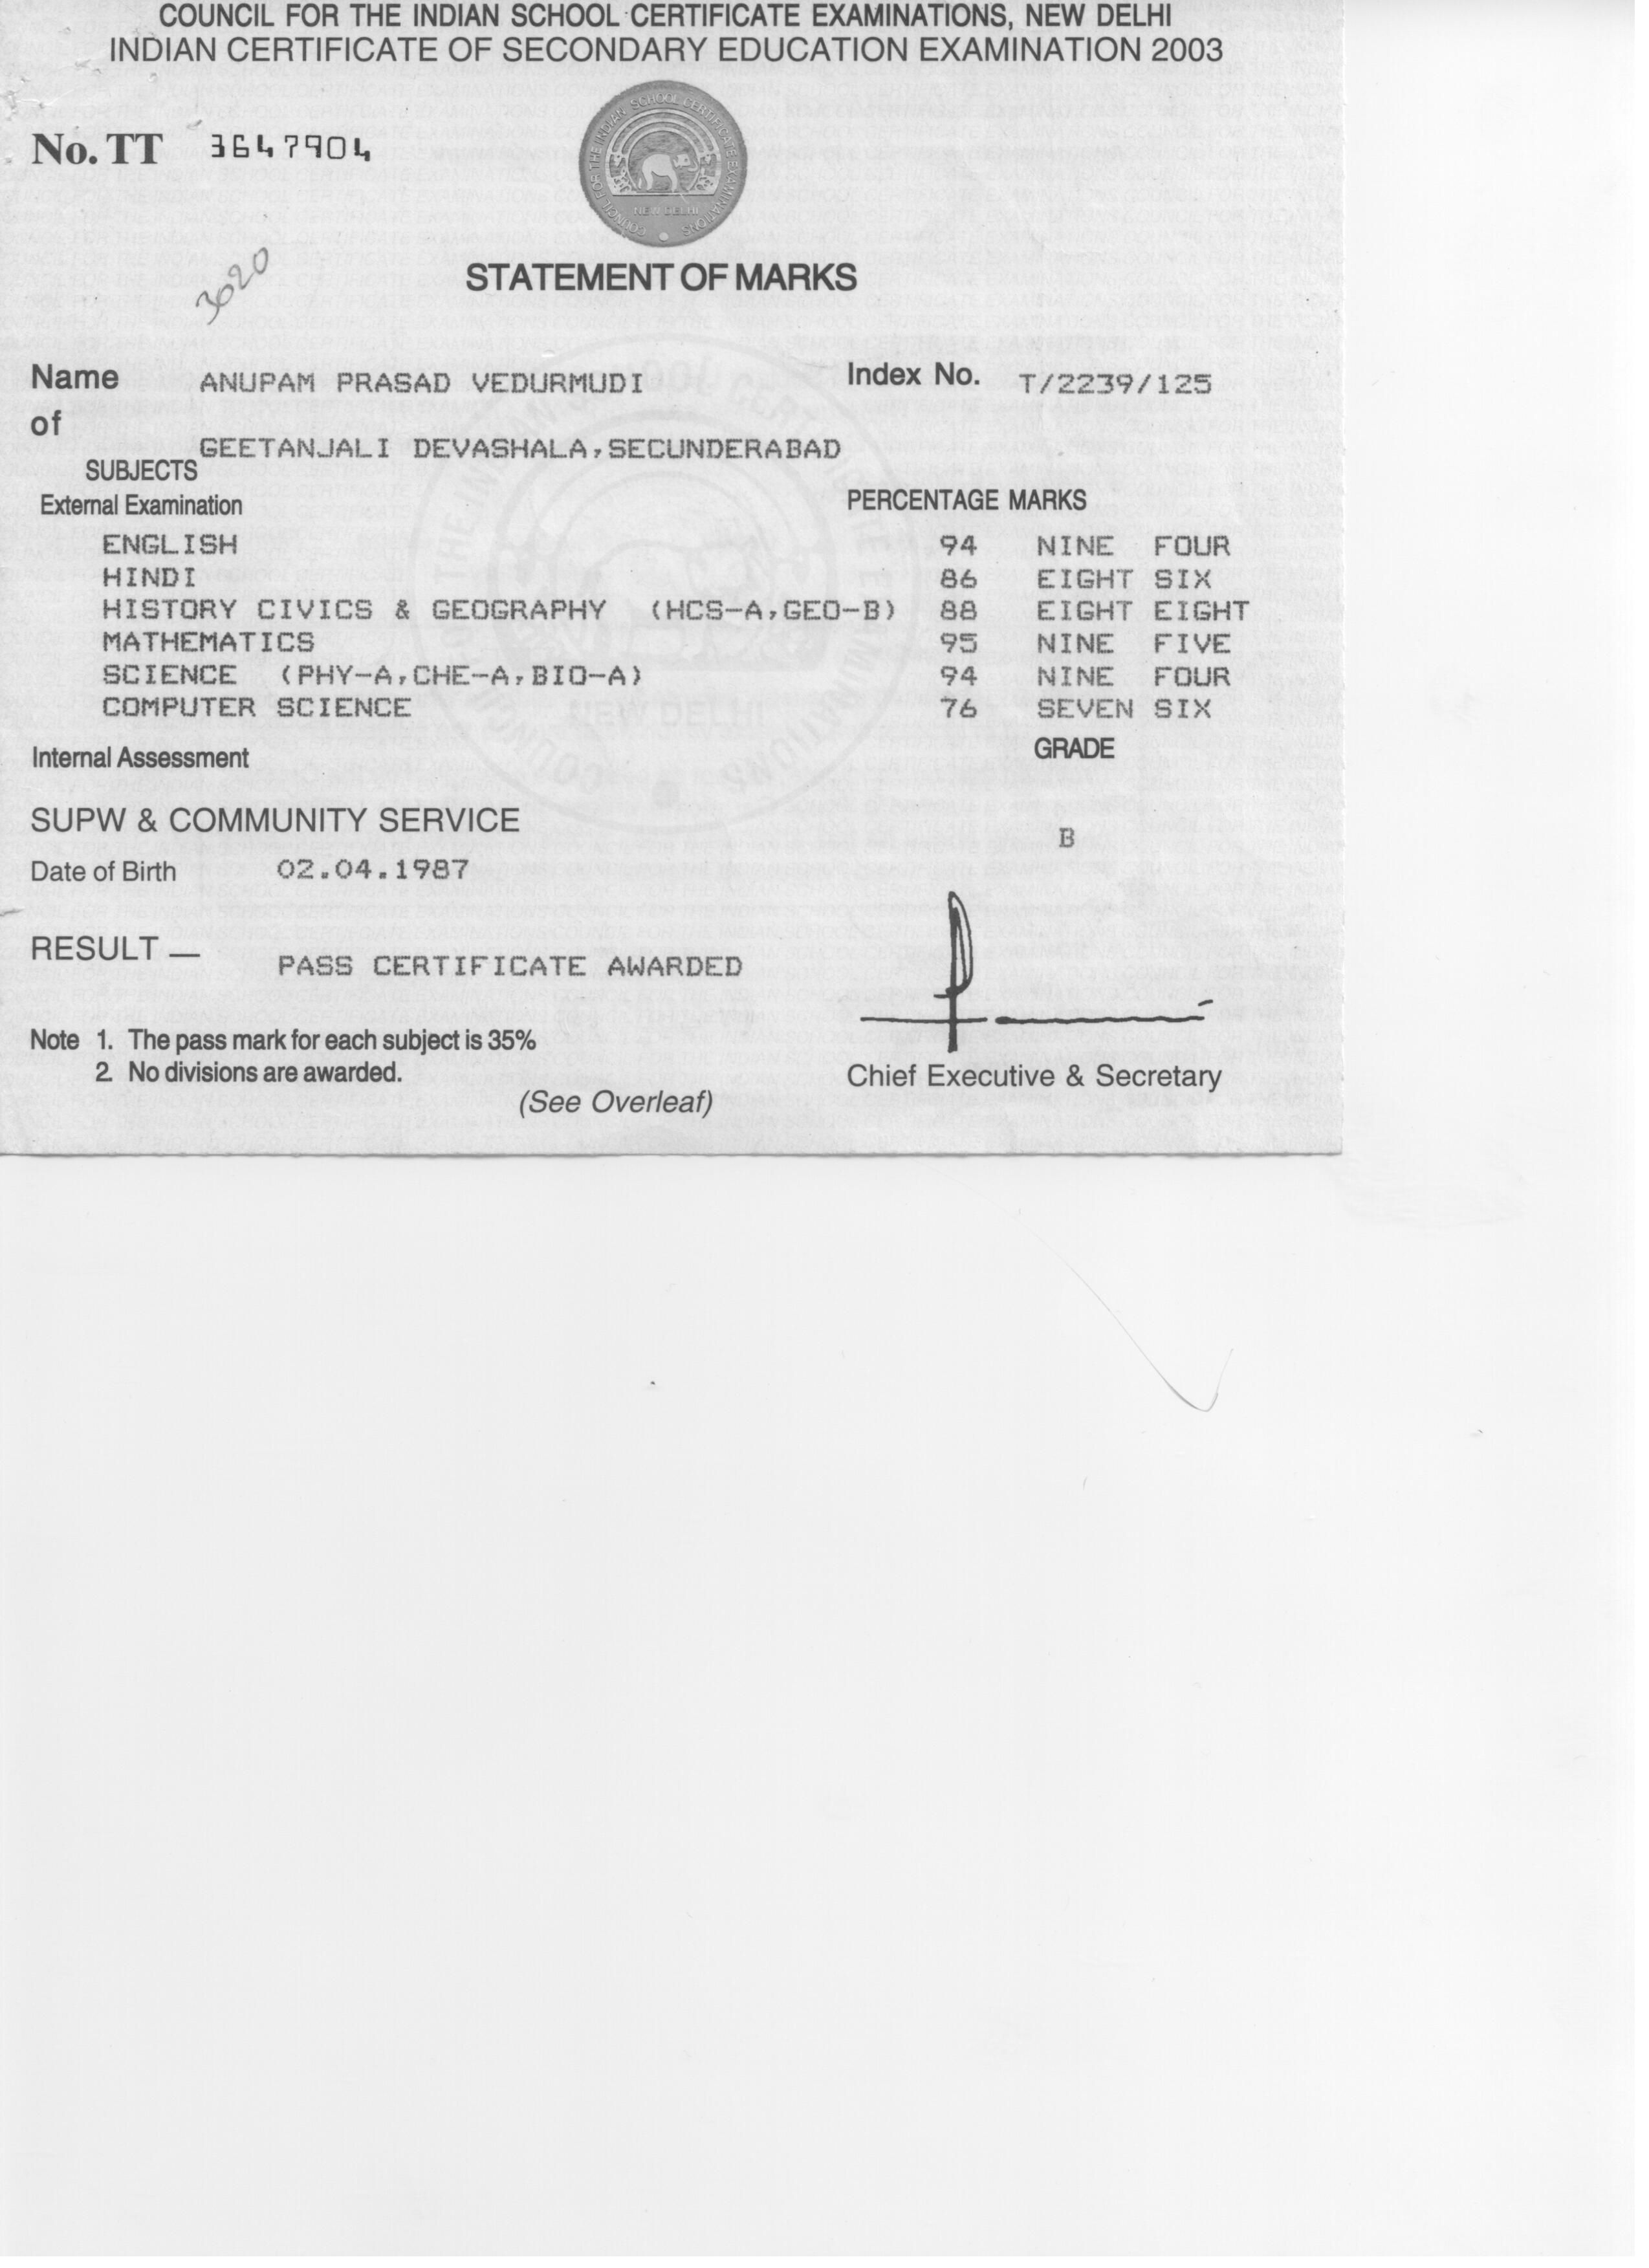 COUNCIL FOR THE INDIAN SCHOOL CERTIFICATE EXAMINATIONS, NEW DELHI
INDIAN CERTIFICATE OF SECONDARY EDUCATION EXAMINATION 2003
No. TT 3647904
COUNCIL FOR THE INDIAN SCHOOL CERTIFICATE EXAMINATIONS
NEW DELHI
3020
STATEMENT OF MARKS
Name ANUPAM PRASAD VEDURMUDI Index No. T/2239/125
of
GEETANJALI DEVASHALA,SECUNDERABAD
SUBJECTS
External Examination PERCENTAGE MARKS
ENGLISH 94 NINE FOUR
HINDI 86 EIGHT SIX
HISTORY CIVICS & GEOGRAPHY (HCS-A,GEO-B) 88 EIGHT EIGHT
MATHEMATICS 95 NINE FIVE
SCIENCE (PHY-A,CHE-A,BIO-A) 94 NINE FOUR
COMPUTER SCIENCE 76 SEVEN SIX
NEW DELHI
Internal Assessment GRADE
SUPW & COMMUNITY SERVICE B
Date of Birth 02.04.1987
RESULT — PASS CERTIFICATE AWARDED
Note 1. The pass mark for each subject is 35%
2. No divisions are awarded.
Chief Executive & Secretary
(See Overleaf)